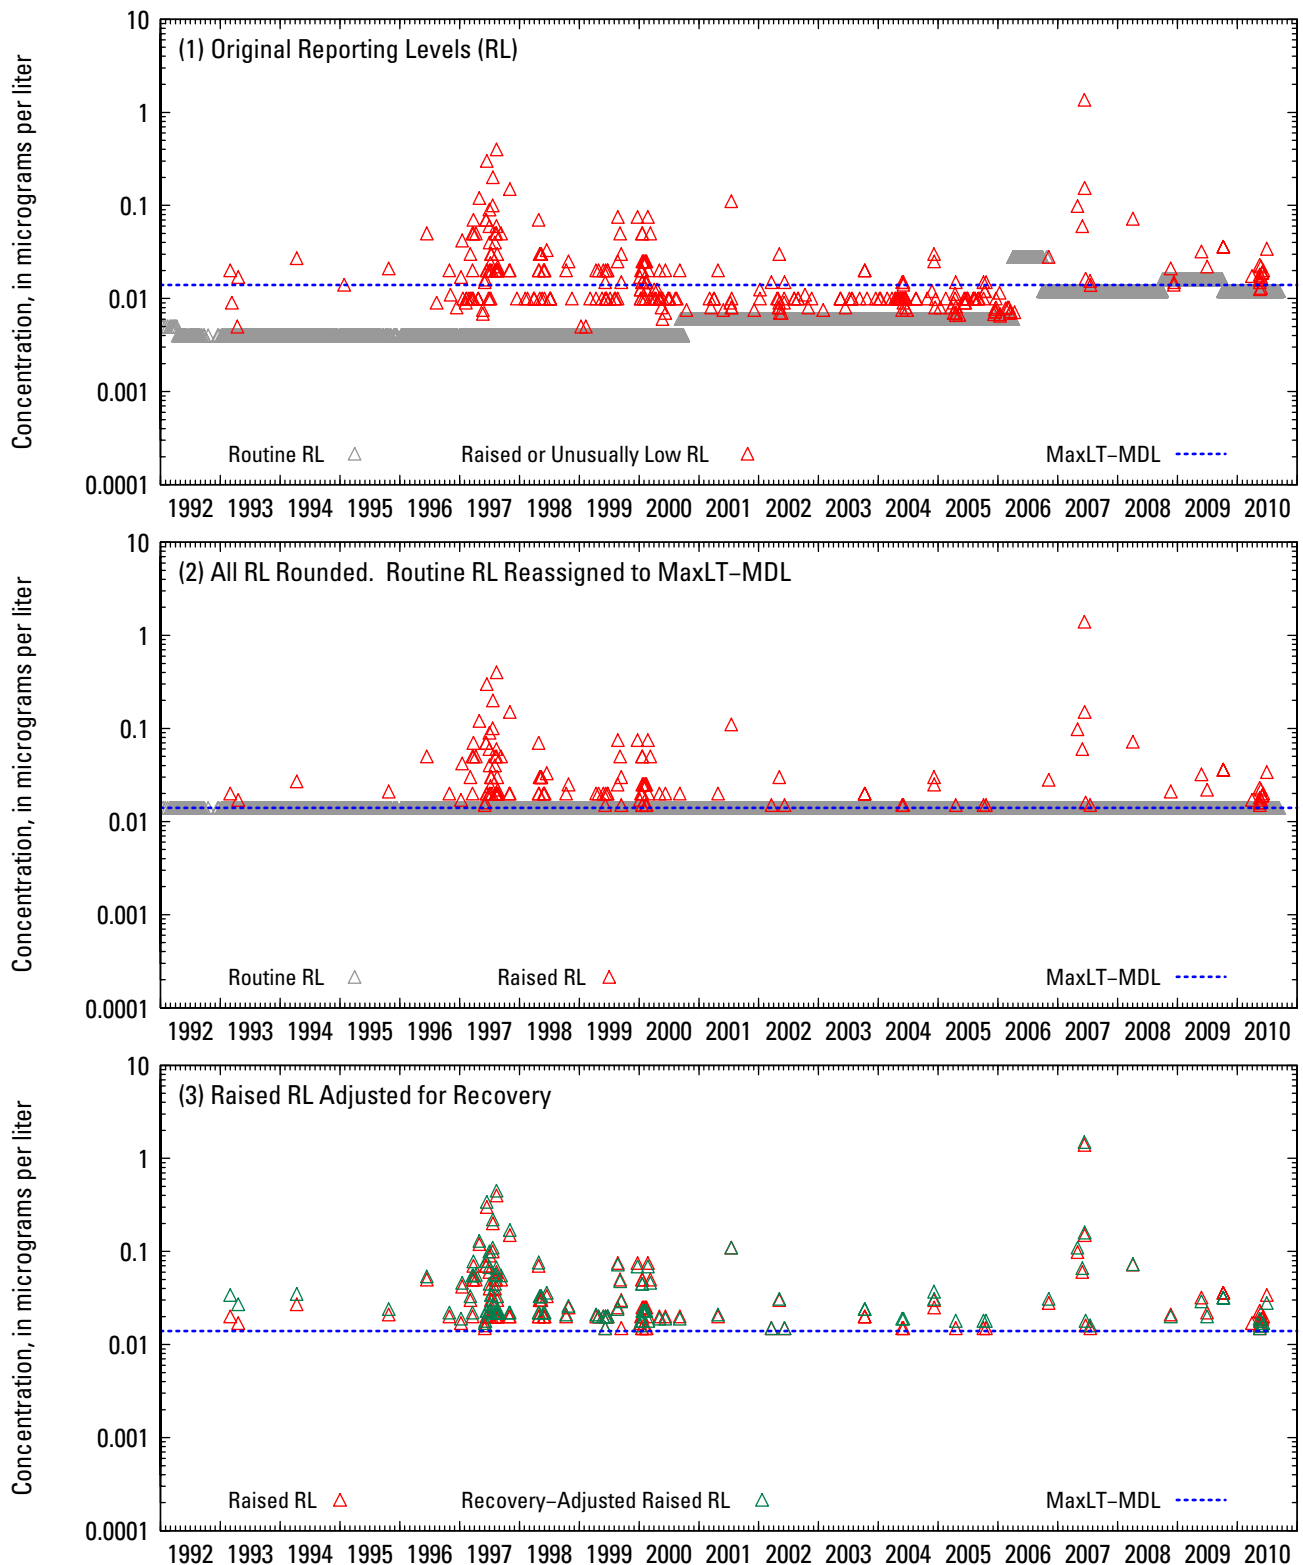 (1) Original Reporting Levels (RL)
Concentration, in micrograms per liter
10
1
0.1
0.01
0.001
0.0001
Routine RL
Raised or Unusually Low RL
MaxLT–MDL
1992 1993 1994 1995 1996 1997 1998 1999 2000 2001 2002 2003 2004 2005 2006 2007 2008 2009 2010
(2) All RL Rounded. Routine RL Reassigned to MaxLT–MDL
Concentration, in micrograms per liter
10
1
0.1
0.01
0.001
0.0001
Routine RL
Raised RL
MaxLT–MDL
1992 1993 1994 1995 1996 1997 1998 1999 2000 2001 2002 2003 2004 2005 2006 2007 2008 2009 2010
(3) Raised RL Adjusted for Recovery
Concentration, in micrograms per liter
10
1
0.1
0.01
0.001
0.0001
Raised RL
Recovery–Adjusted Raised RL
MaxLT–MDL
1992 1993 1994 1995 1996 1997 1998 1999 2000 2001 2002 2003 2004 2005 2006 2007 2008 2009 2010